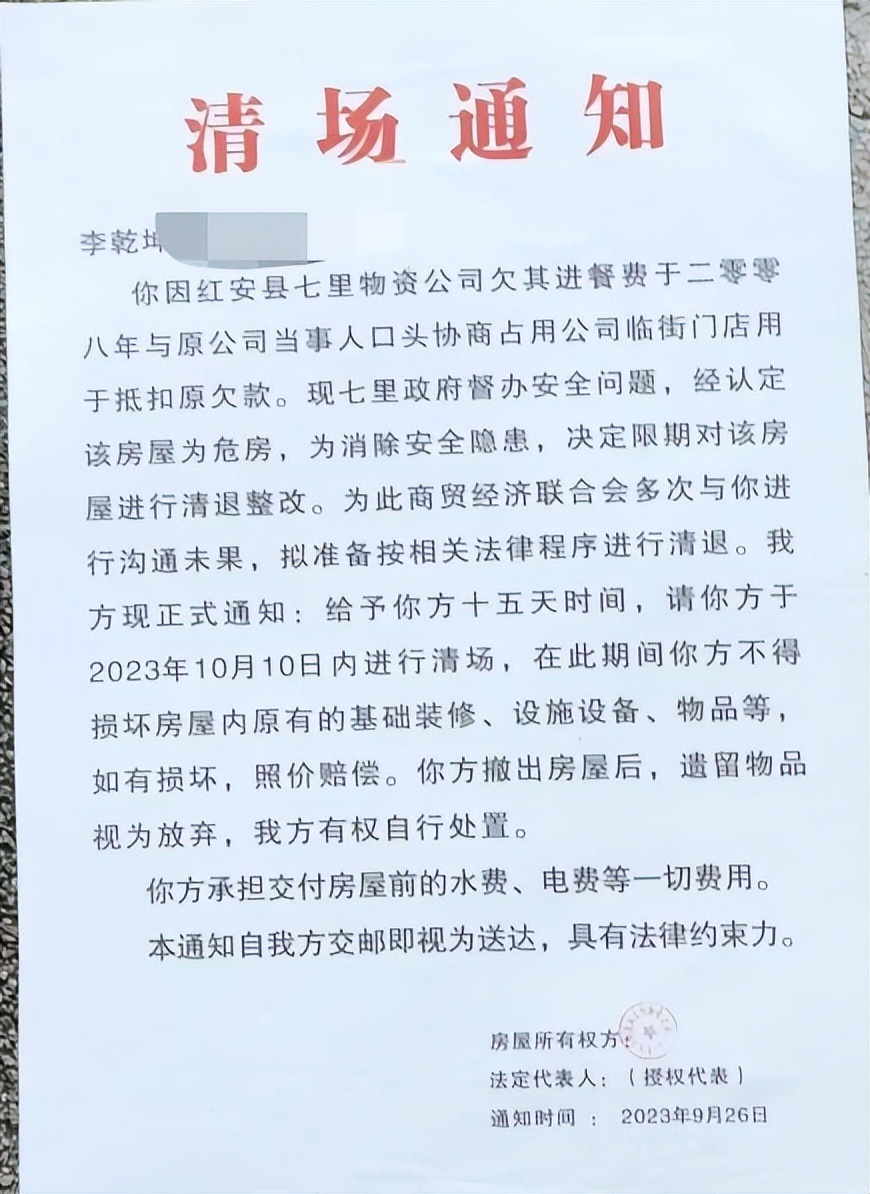 清场通知
李乾坤
你因红安县七里物资公司欠其进餐费于二零零
八年与原公司当事人口头协商占用公司临街门店用
于抵扣原欠款。现七里政府督办安全问题，经认定
该房屋为危房，为消除安全隐患，决定限期对该房
屋进行清退整改。为此商贸经济联合会多次与你进
行沟通未果，拟准备按相关法律程序进行清退。我
方现正式通知：给予你方十五天时间，请你方于
2023年10月10日内进行清场，在此期间你方不得
损坏房屋内原有的基础装修、设施设备、物品等，
如有损坏，照价赔偿。你方撤出房屋后，遗留物品
视为放弃，我方有权自行处置。
你方承担交付房屋前的水费、电费等一切费用。
本通知自我方交邮即视为送达，具有法律约束力。
房屋所有权方：
法定代表人：（授权代表）
通知时间 ： 2023年9月26日